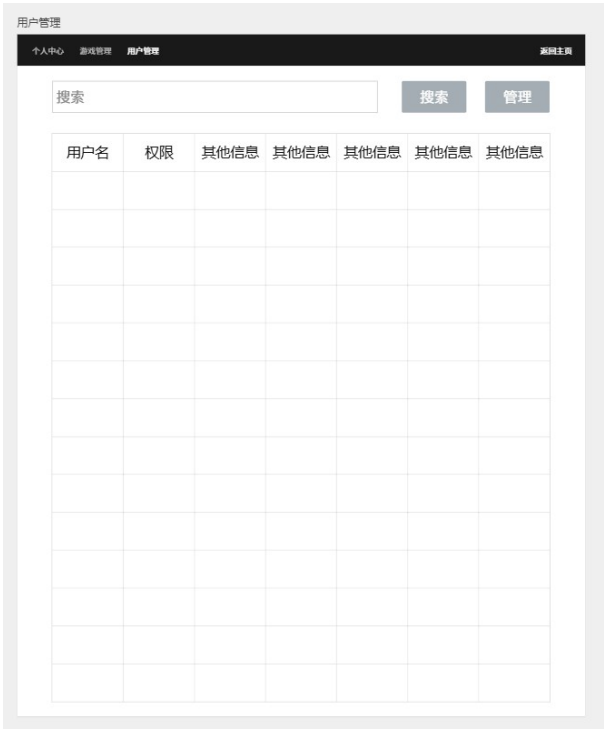 用户管理
个人中心 游戏管理 用户管理 返回主页
搜索 搜索 管理
用户名 权限 其他信息 其他信息 其他信息 其他信息 其他信息